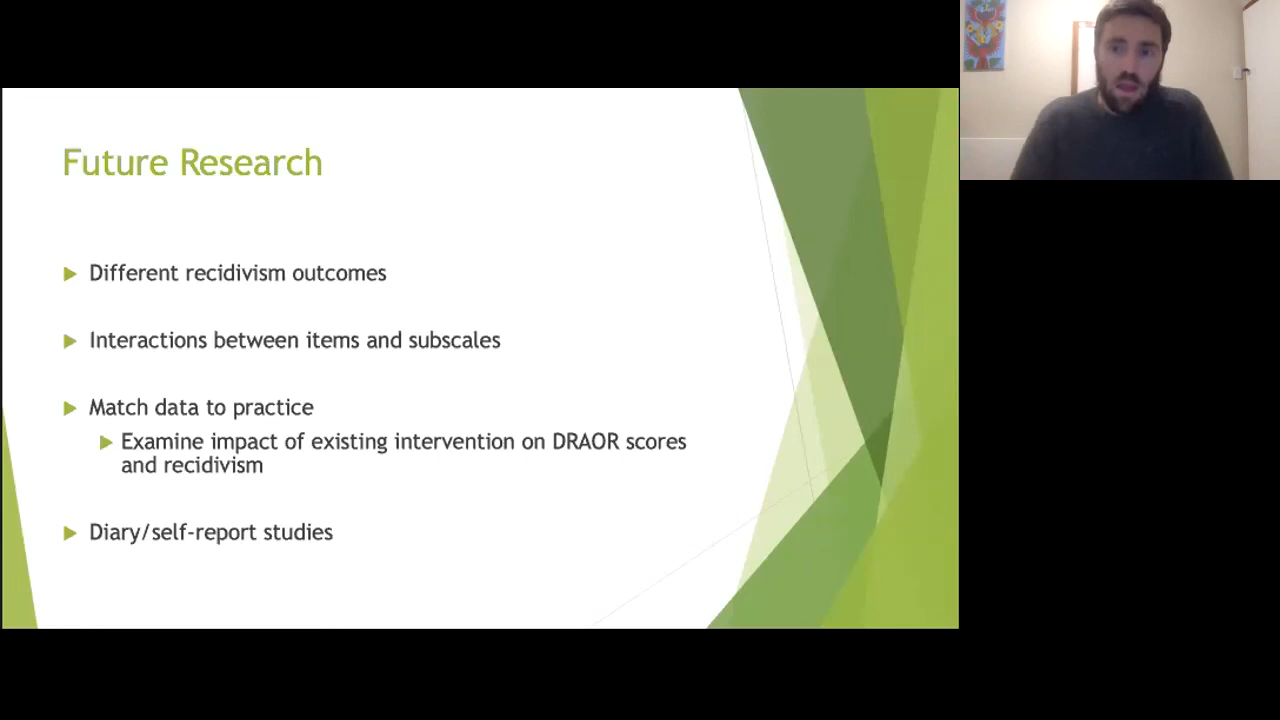 Future Research
Different recidivism outcomes
Interactions between items and subscales
Match data to practice
Examine impact of existing intervention on DRAOR scores
and recidivism
Diary/self-report studies